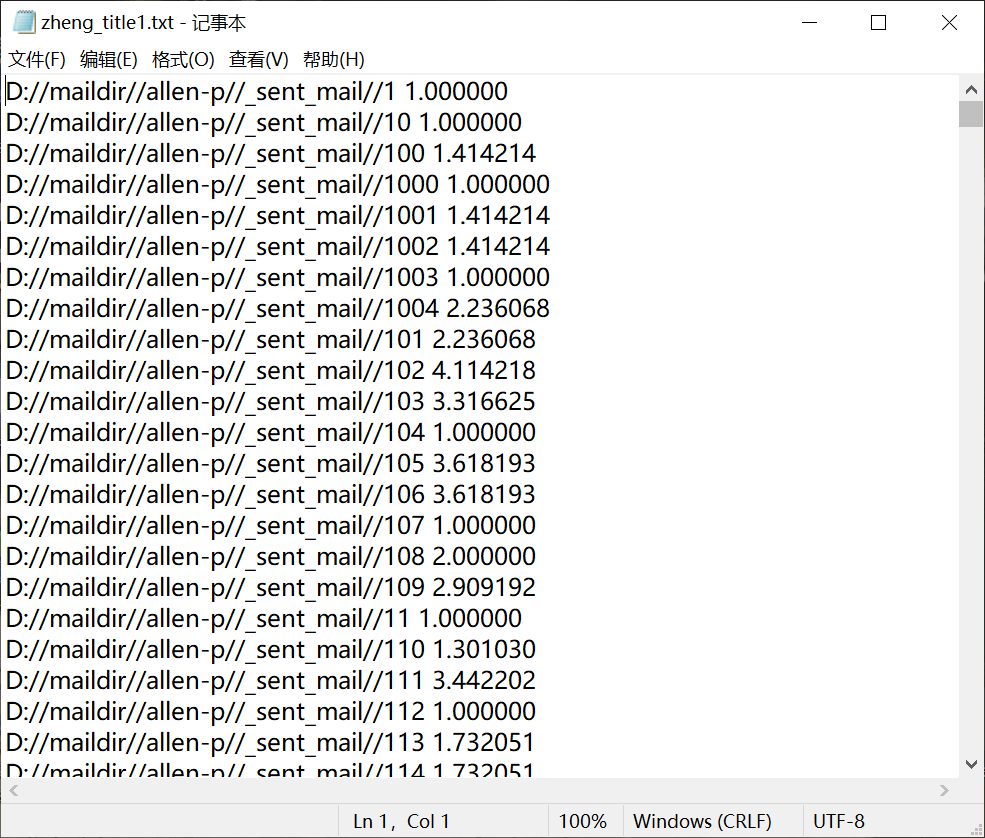 zheng_title1.txt - 记事本
文件(F) 编辑(E) 格式(O) 查看(V) 帮助(H)
D://maildir//allen-p//_sent_mail//1 1.000000
D://maildir//allen-p//_sent_mail//10 1.000000
D://maildir//allen-p//_sent_mail//100 1.414214
D://maildir//allen-p//_sent_mail//1000 1.000000
D://maildir//allen-p//_sent_mail//1001 1.414214
D://maildir//allen-p//_sent_mail//1002 1.414214
D://maildir//allen-p//_sent_mail//1003 1.000000
D://maildir//allen-p//_sent_mail//1004 2.236068
D://maildir//allen-p//_sent_mail//101 2.236068
D://maildir//allen-p//_sent_mail//102 4.114218
D://maildir//allen-p//_sent_mail//103 3.316625
D://maildir//allen-p//_sent_mail//104 1.000000
D://maildir//allen-p//_sent_mail//105 3.618193
D://maildir//allen-p//_sent_mail//106 3.618193
D://maildir//allen-p//_sent_mail//107 1.000000
D://maildir//allen-p//_sent_mail//108 2.000000
D://maildir//allen-p//_sent_mail//109 2.909192
D://maildir//allen-p//_sent_mail//11 1.000000
D://maildir//allen-p//_sent_mail//110 1.301030
D://maildir//allen-p//_sent_mail//111 3.442202
D://maildir//allen-p//_sent_mail//112 1.000000
D://maildir//allen-p//_sent_mail//113 1.732051
D://maildir//allen-p//_sent_mail//114 1.732051
Ln 1，Col 1 100% Windows (CRLF) UTF-8